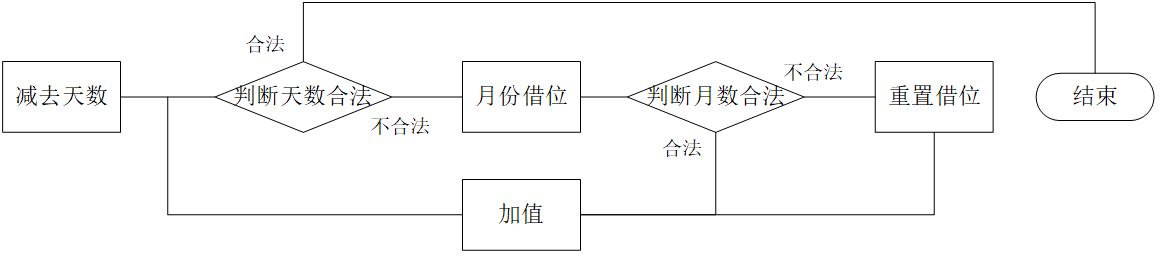 合法
减去天数
判断天数合法
不合法
月份借位
判断月数合法
不合法
合法
重置借位
结束
加值